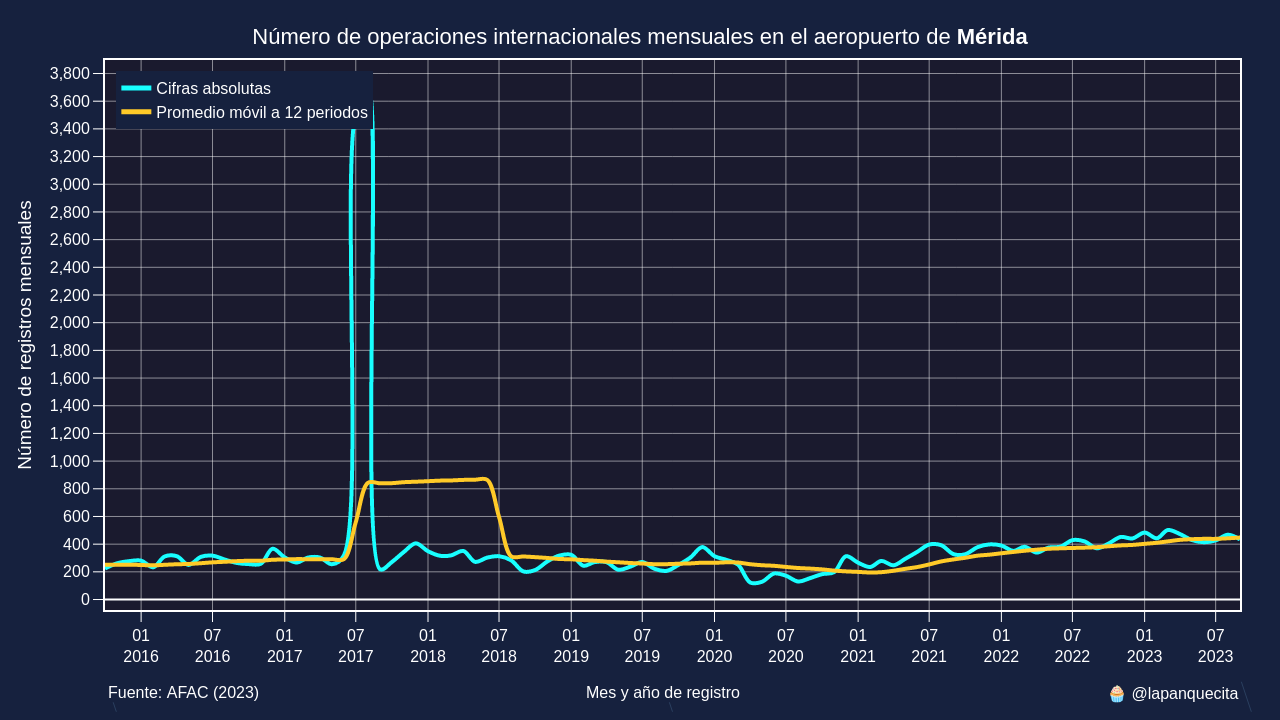 Número de operaciones internacionales mensuales en el aeropuerto de Mérida
Cifras absolutas
Promedio móvil a 12 periodos
Número de registros mensuales
3,800
3,600
3,400
3,200
3,000
2,800
2,600
2,400
2,200
2,000
1,800
1,600
1,400
1,200
1,000
800
600
400
200
0
01 07 01 07 01 07 01 07 01 07 01 07 01 07 01 07
2016 2016 2017 2017 2018 2018 2019 2019 2020 2020 2021 2021 2022 2022 2023 2023
Fuente: AFAC (2023)
Mes y año de registro
🧁 @lapanquecita